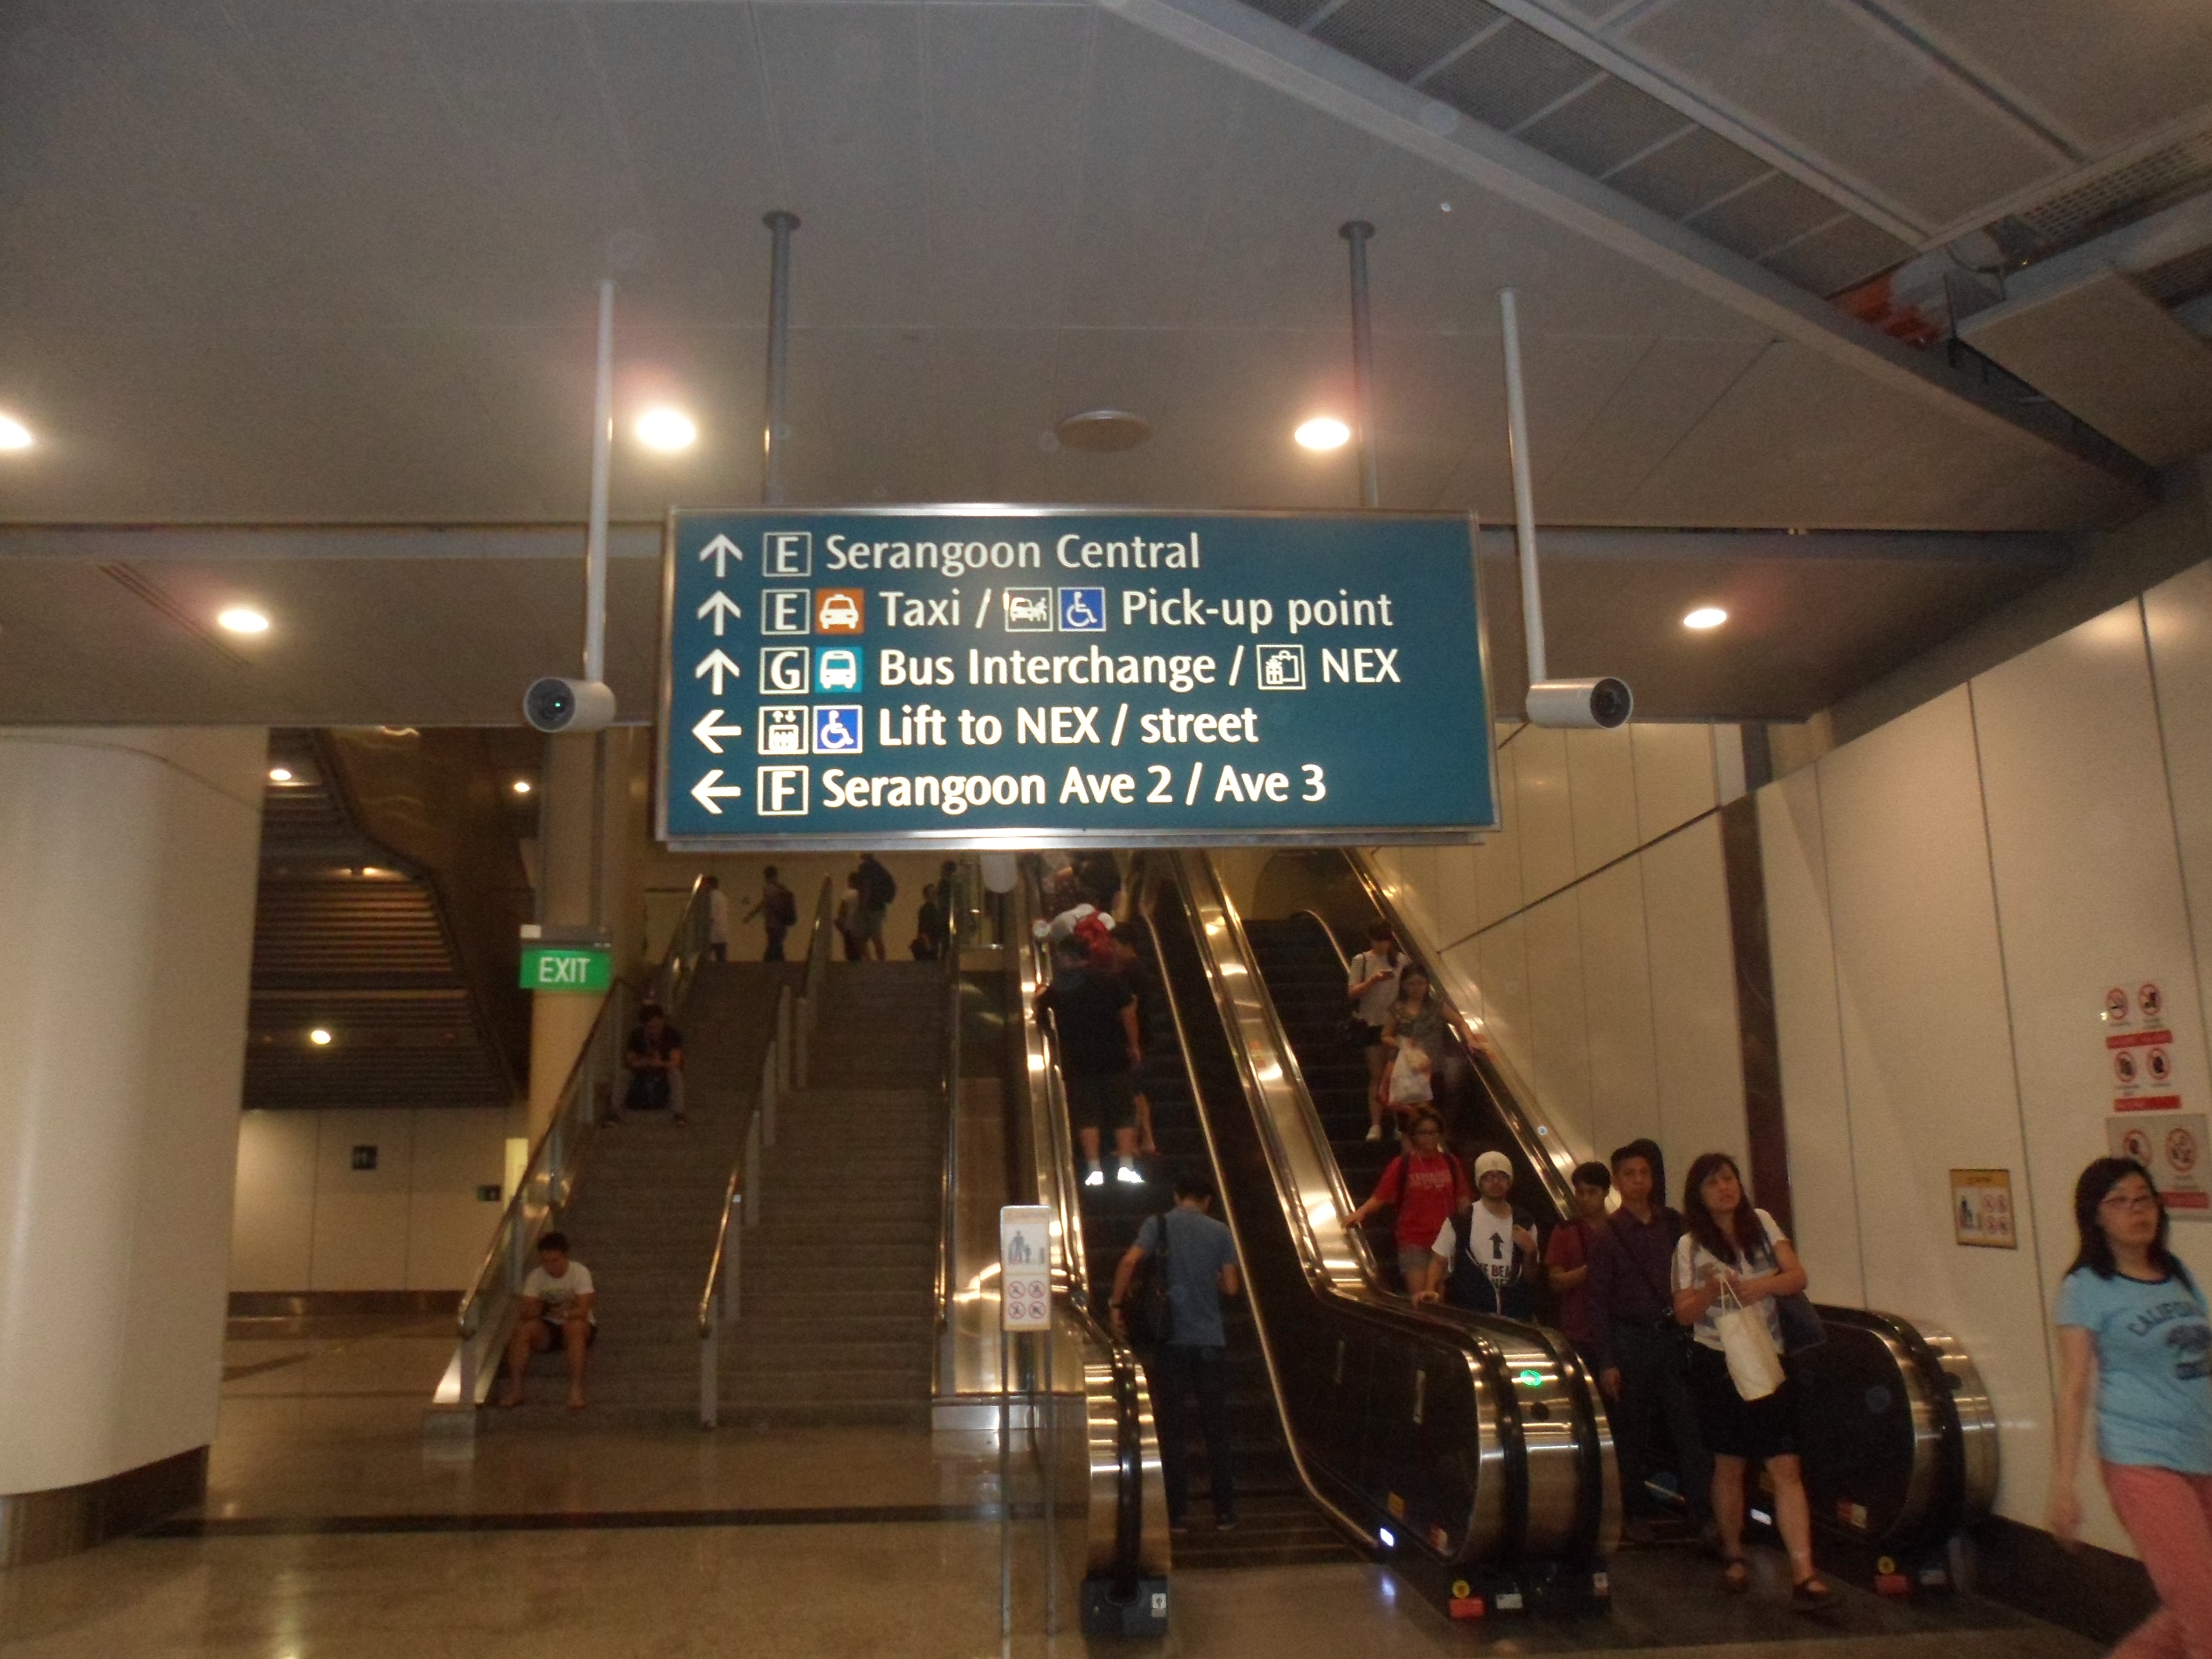 E Serangoon Central
E Taxi / Pick-up point
G Bus Interchange / NEX
Lift to NEX / street
F Serangoon Ave 2 / Ave 3
EXIT